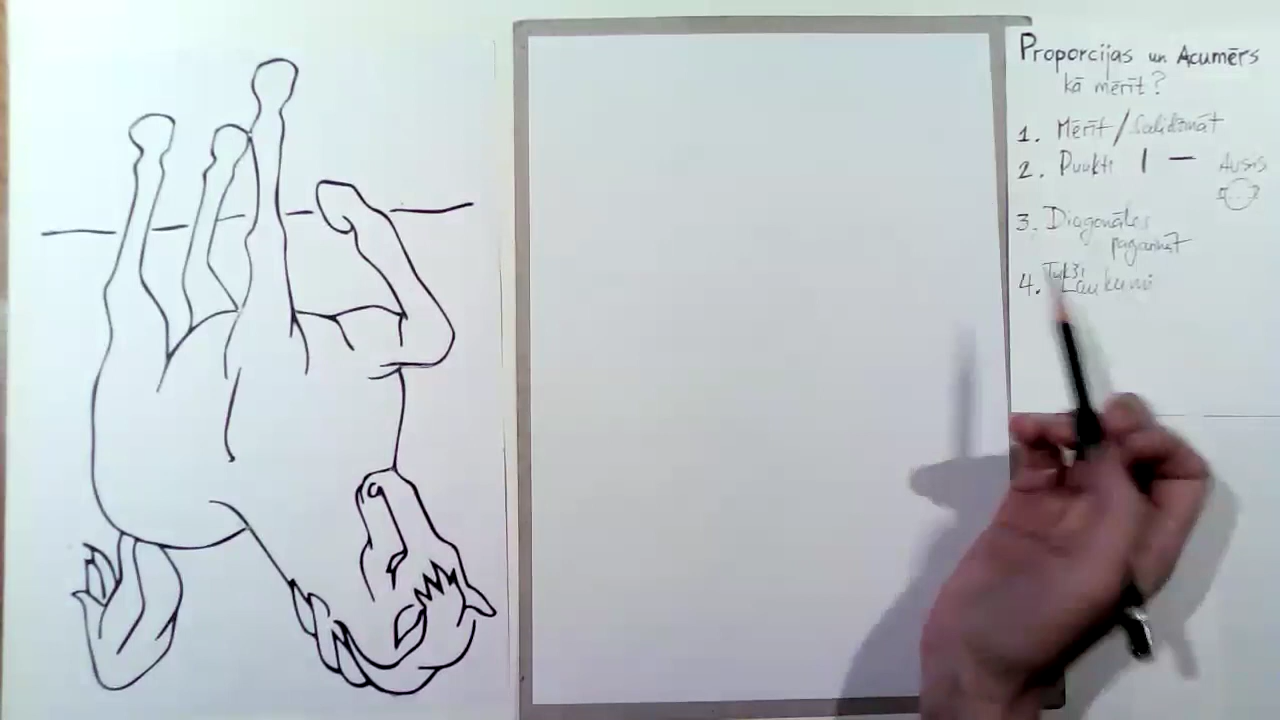 Proporcijas un Acumērs
kā mērīt?
1. Mērīt/Salīdzināt
2. Punkti | —
Ausis
3. Diagonāles
pagarināt
4. Tukši
Laukumi